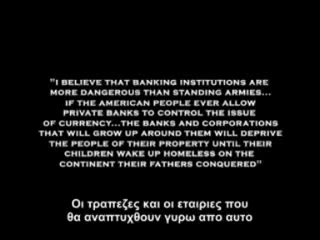 "I BELIEVE THAT BANKING INSTITUTIONS ARE
MORE DANGEROUS THAN STANDING ARMIES...
IF THE AMERICAN PEOPLE EVER ALLOW
PRIVATE BANKS TO CONTROL THE ISSUE
OF CURRENCY...THE BANKS AND CORPORATIONS
THAT WILL GROW UP AROUND THEM WILL DEPRIVE
THE PEOPLE OF THEIR PROPERTY UNTIL THEIR
CHILDREN WAKE UP HOMELESS ON THE
CONTINENT THEIR FATHERS CONQUERED"
Οι τραπεζες και οι εταιριες που
θα αναπτυχθουν γυρω απο αυτο